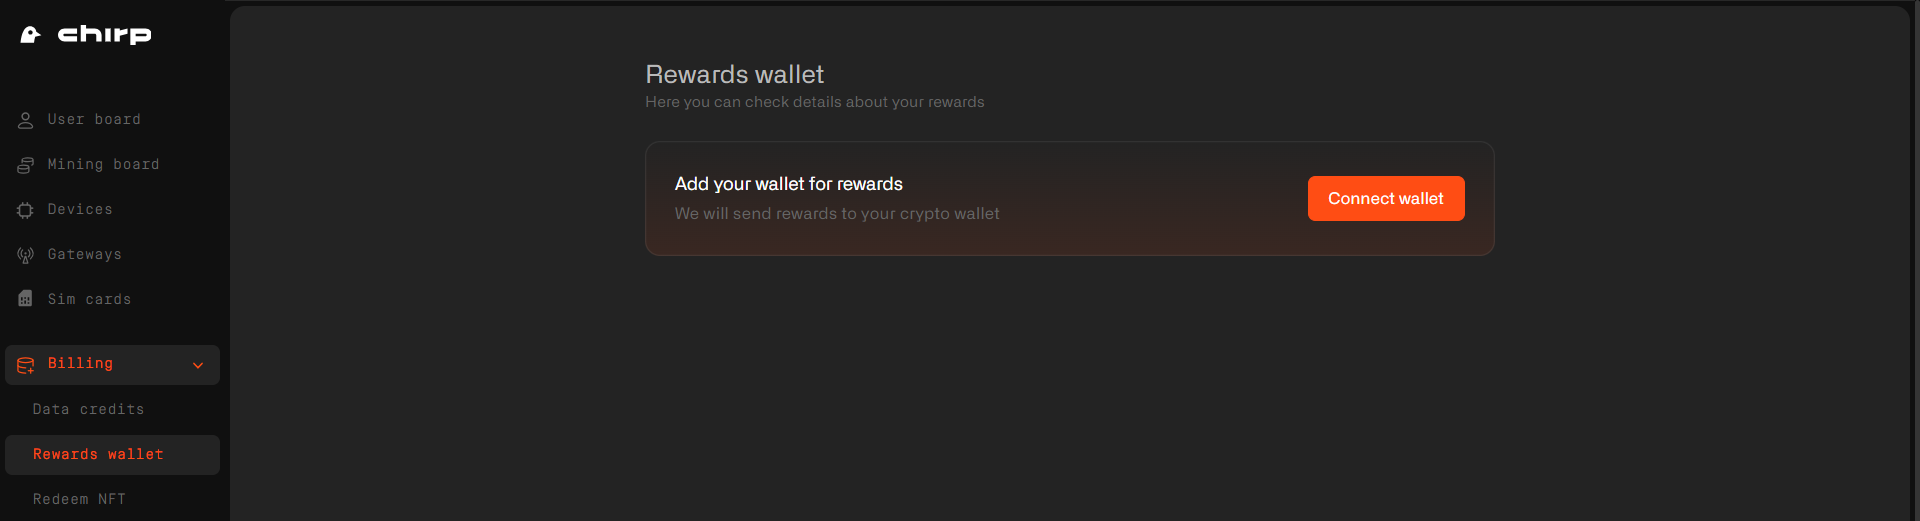 chirp
User board
Mining board
Devices
Gateways
Sim cards
Billing
Data credits
Rewards wallet
Redeem NFT
Rewards wallet
Here you can check details about your rewards
Add your wallet for rewards
We will send rewards to your crypto wallet
Connect wallet